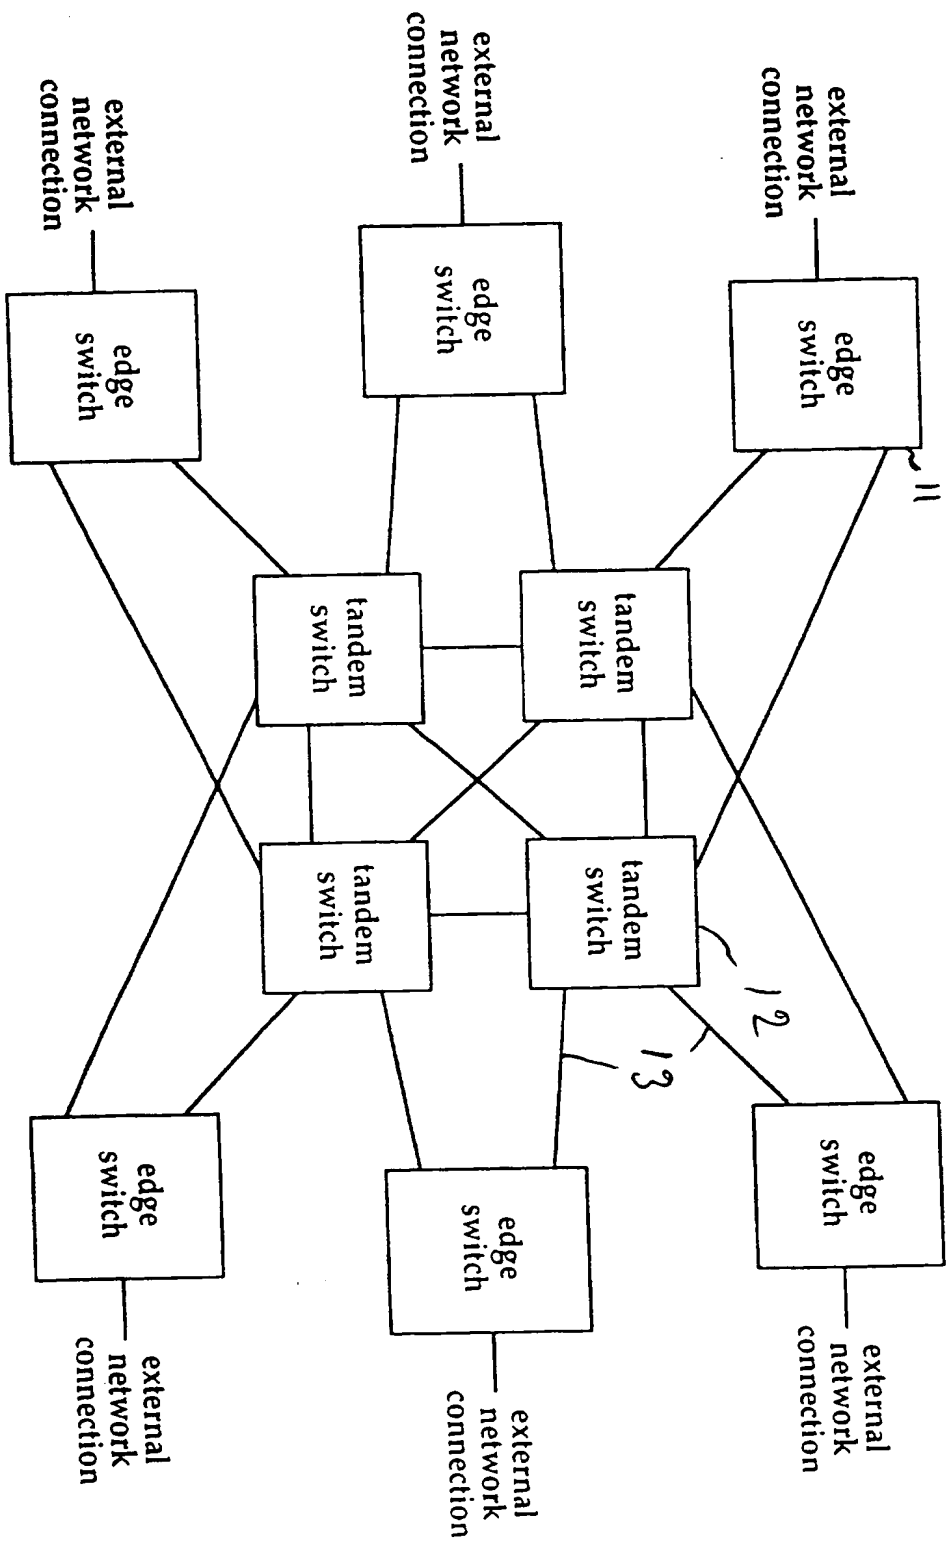 external
network
connection
edge
switch
11
external
network
connection
edge
switch
external
network
connection
edge
switch
tandem
switch
tandem
switch
tandem
switch
12
tandem
switch
13
edge
switch
external
network
connection
edge
switch
external
network
connection
edge
switch
external
network
connection